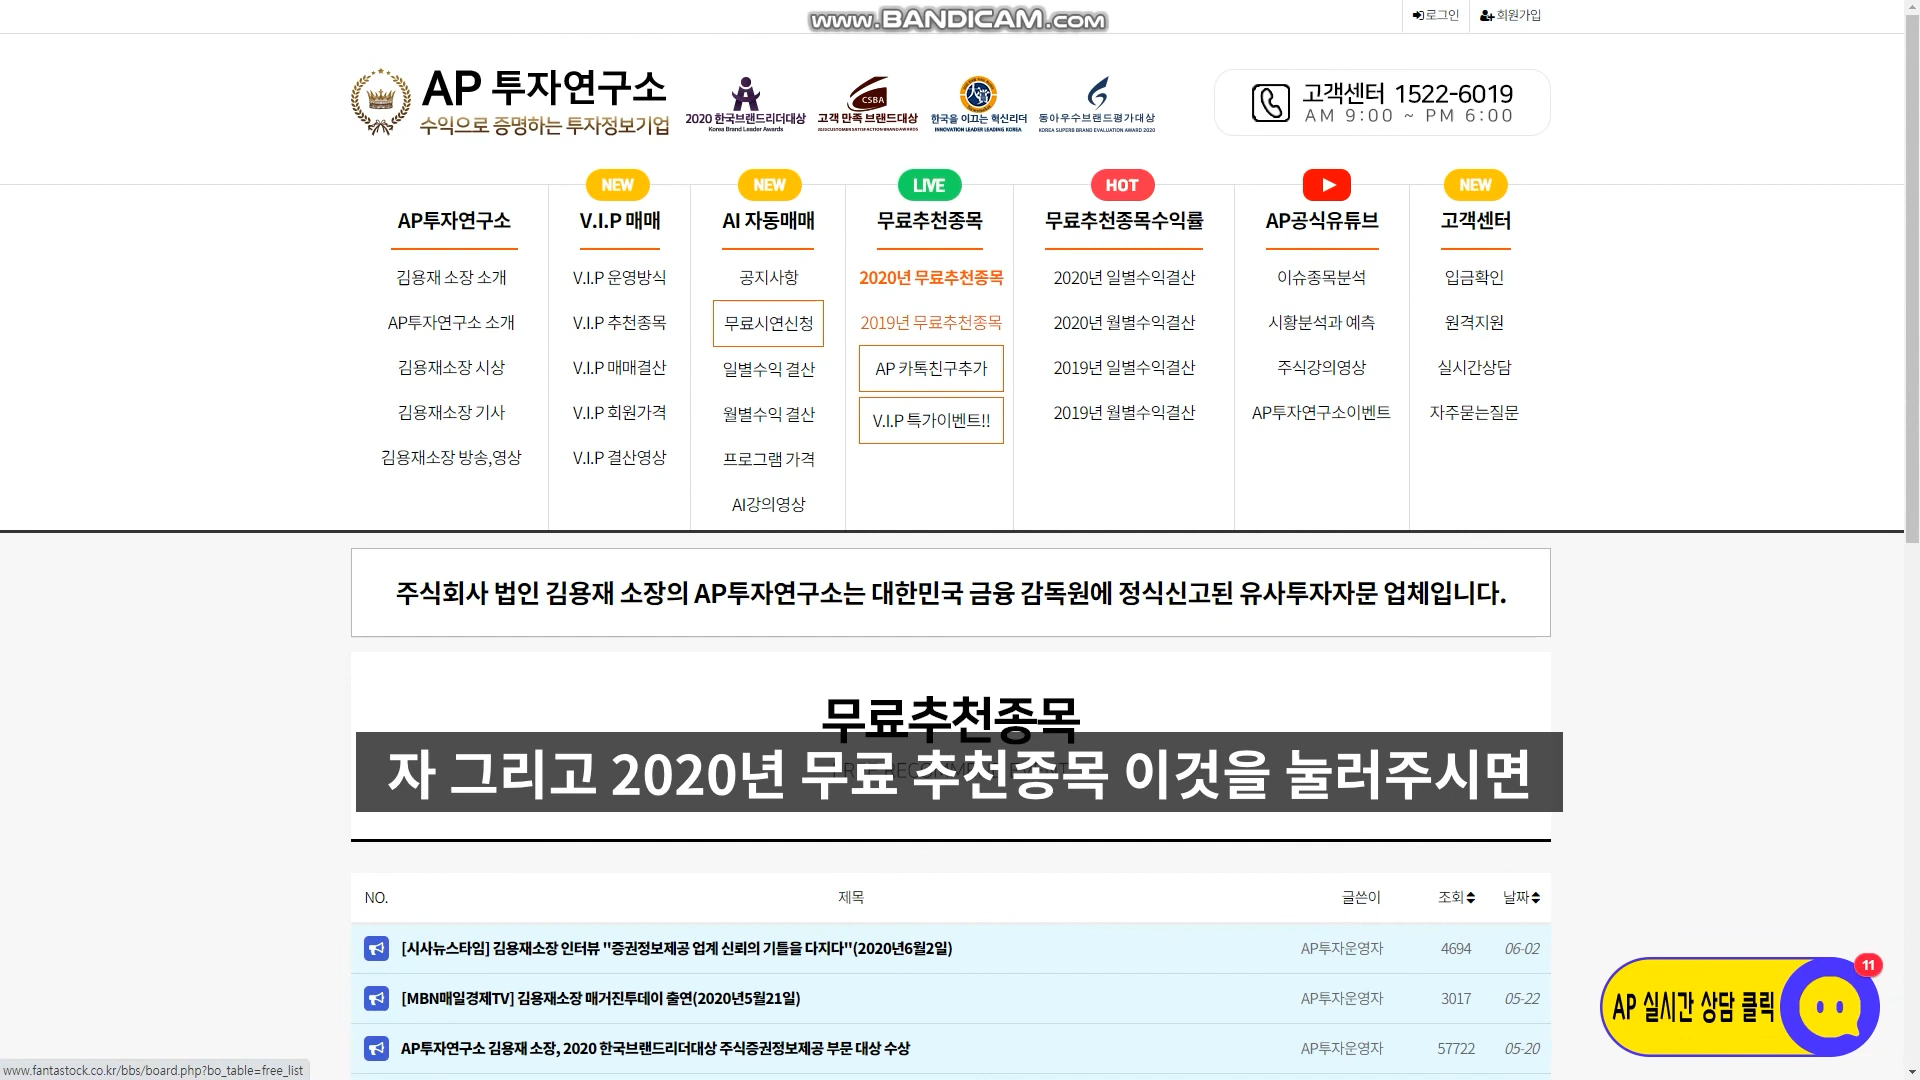 www.BANDICAM.com
로그인
회원가입
AP 투자연구소
수익으로 증명하는 투자정보기업
2020 한국브랜드리더대상
Korea Brand Leader Awards
CSBA
고객 만족 브랜드대상
2020 CUSTOMER SATISFACTION BRAND AWARDS
한국을 이끄는 혁신리더
INNOVATION LEADER LEADING KOREA
동아우수브랜드평가대상
KOREA SUPERB BRAND EVALUATION AWARD 2020
고객센터 1522-6019
AM 9:00 ~ PM 6:00
NEW
NEW
LIVE
HOT
NEW
AP투자연구소
V.I.P 매매
AI 자동매매
무료추천종목
무료추천종목수익률
AP공식유튜브
고객센터
김용재 소장 소개
AP투자연구소 소개
김용재소장 시상
김용재소장 기사
김용재소장 방송,영상
V.I.P 운영방식
V.I.P 추천종목
V.I.P 매매결산
V.I.P 회원가격
V.I.P 결산영상
공지사항
무료시연신청
일별수익 결산
월별수익 결산
프로그램 가격
AI강의영상
2020년 무료추천종목
2019년 무료추천종목
AP 카톡친구추가
V.I.P 특가이벤트!!
2020년 일별수익결산
2020년 월별수익결산
2019년 일별수익결산
2019년 월별수익결산
이슈종목분석
시황분석과 예측
주식강의영상
AP투자연구소이벤트
입금확인
원격지원
실시간상담
자주묻는질문
주식회사 법인 김용재 소장의 AP투자연구소는 대한민국 금융 감독원에 정식신고된 유사투자자문 업체입니다.
무료추천종목
자 그리고 2020년 무료 추천종목 이것을 눌러주시면
NO. 제목 글쓴이 조회 날짜
[시사뉴스타임] 김용재소장 인터뷰 "증권정보제공 업계 신뢰의 기틀을 다지다"(2020년6월2일) AP투자운영자 4694 06-02
[MBN매일경제TV] 김용재소장 매거진투데이 출연(2020년5월21일) AP투자운영자 3017 05-22
AP투자연구소 김용재 소장, 2020 한국브랜드리더대상 주식증권정보제공 부문 대상 수상 AP투자운영자 57722 05-20
AP 실시간 상담 클릭
11
www.fantastock.co.kr/bbs/board.php?bo_table=free_list